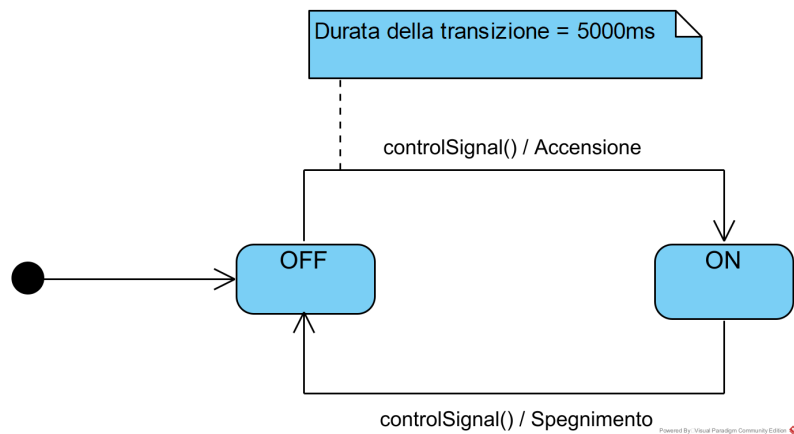 Durata della transizione = 5000ms
controlSignal() / Accensione
OFF
ON
controlSignal() / Spegnimento
Powered By: Visual Paradigm Community Edition